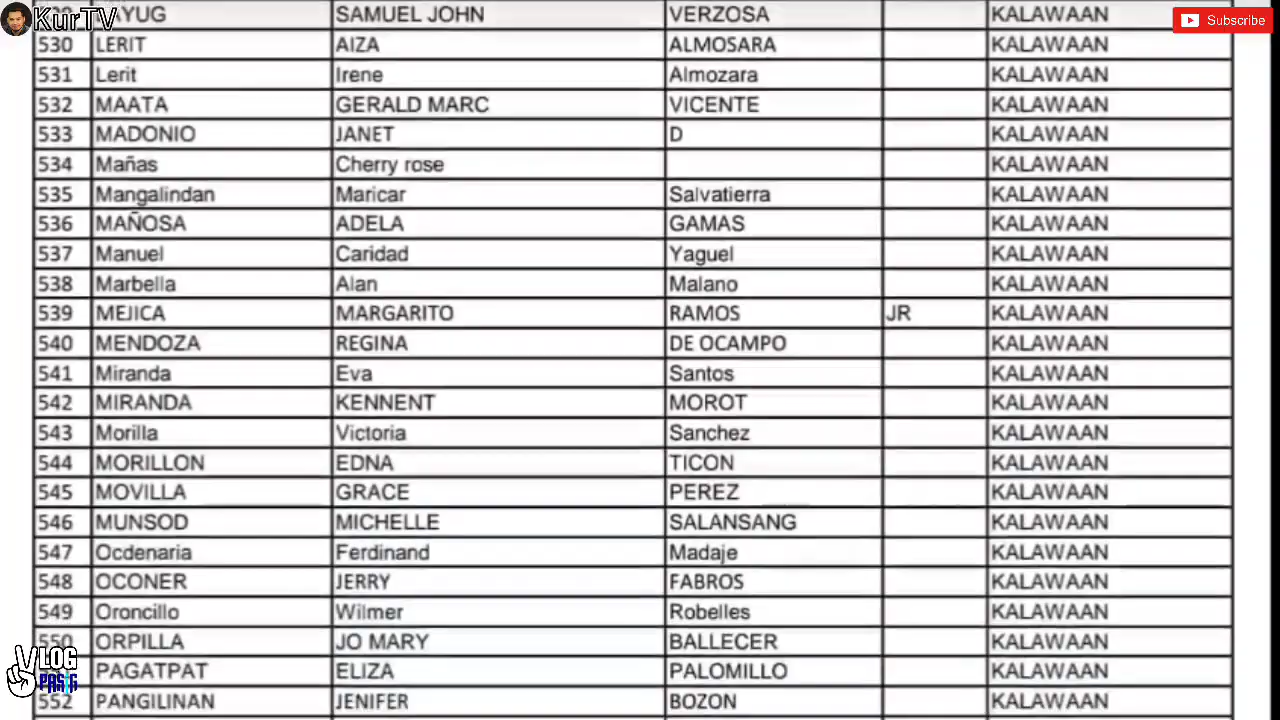 KurTV
Subscribe
YUG SAMUEL JOHN VERZOSA KALAWAAN
530 LERIT AIZA ALMOSARA KALAWAAN
531 Lerit Irene Almozara KALAWAAN
532 MAATA GERALD MARC VICENTE KALAWAAN
533 MADONIO JANET D KALAWAAN
534 Mañas Cherry rose KALAWAAN
535 Mangalindan Maricar Salvatierra KALAWAAN
536 MAÑOSA ADELA GAMAS KALAWAAN
537 Manuel Caridad Yaguel KALAWAAN
538 Marbella Alan Malano KALAWAAN
539 MEJICA MARGARITO RAMOS JR KALAWAAN
540 MENDOZA REGINA DE OCAMPO KALAWAAN
541 Miranda Eva Santos KALAWAAN
542 MIRANDA KENNENT MOROT KALAWAAN
543 Morilla Victoria Sanchez KALAWAAN
544 MORILLON EDNA TICON KALAWAAN
545 MOVILLA GRACE PEREZ KALAWAAN
546 MUNSOD MICHELLE SALANSANG KALAWAAN
547 Ocdenaria Ferdinand Madaje KALAWAAN
548 OCONER JERRY FABROS KALAWAAN
549 Oroncillo Wilmer Robelles KALAWAAN
550 ORPILLA JO MARY BALLECER KALAWAAN
PAGATPAT ELIZA PALOMILLO KALAWAAN
552 PANGILINAN JENIFER BOZON KALAWAAN
VLOG
PASIG